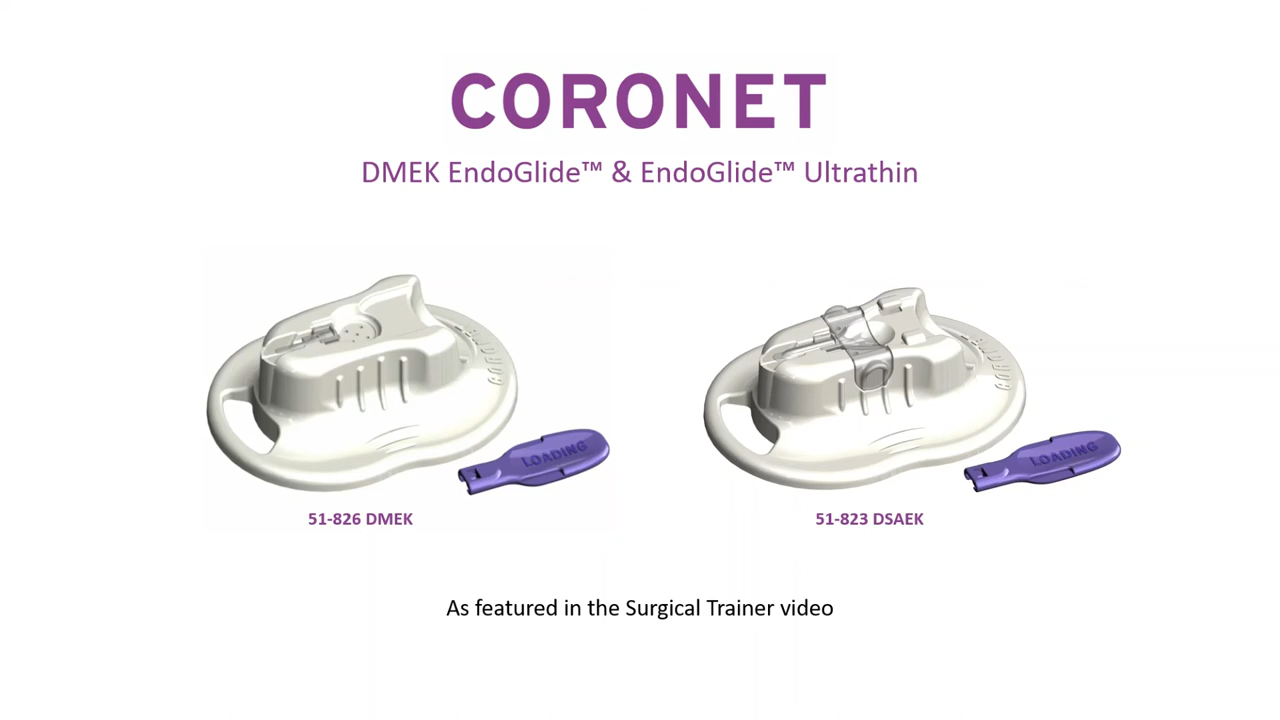 CORONET
DMEK EndoGlide™ & EndoGlide™ Ultrathin
LOADING
LOADING
51-826 DMEK
51-823 DSAEK
As featured in the Surgical Trainer video